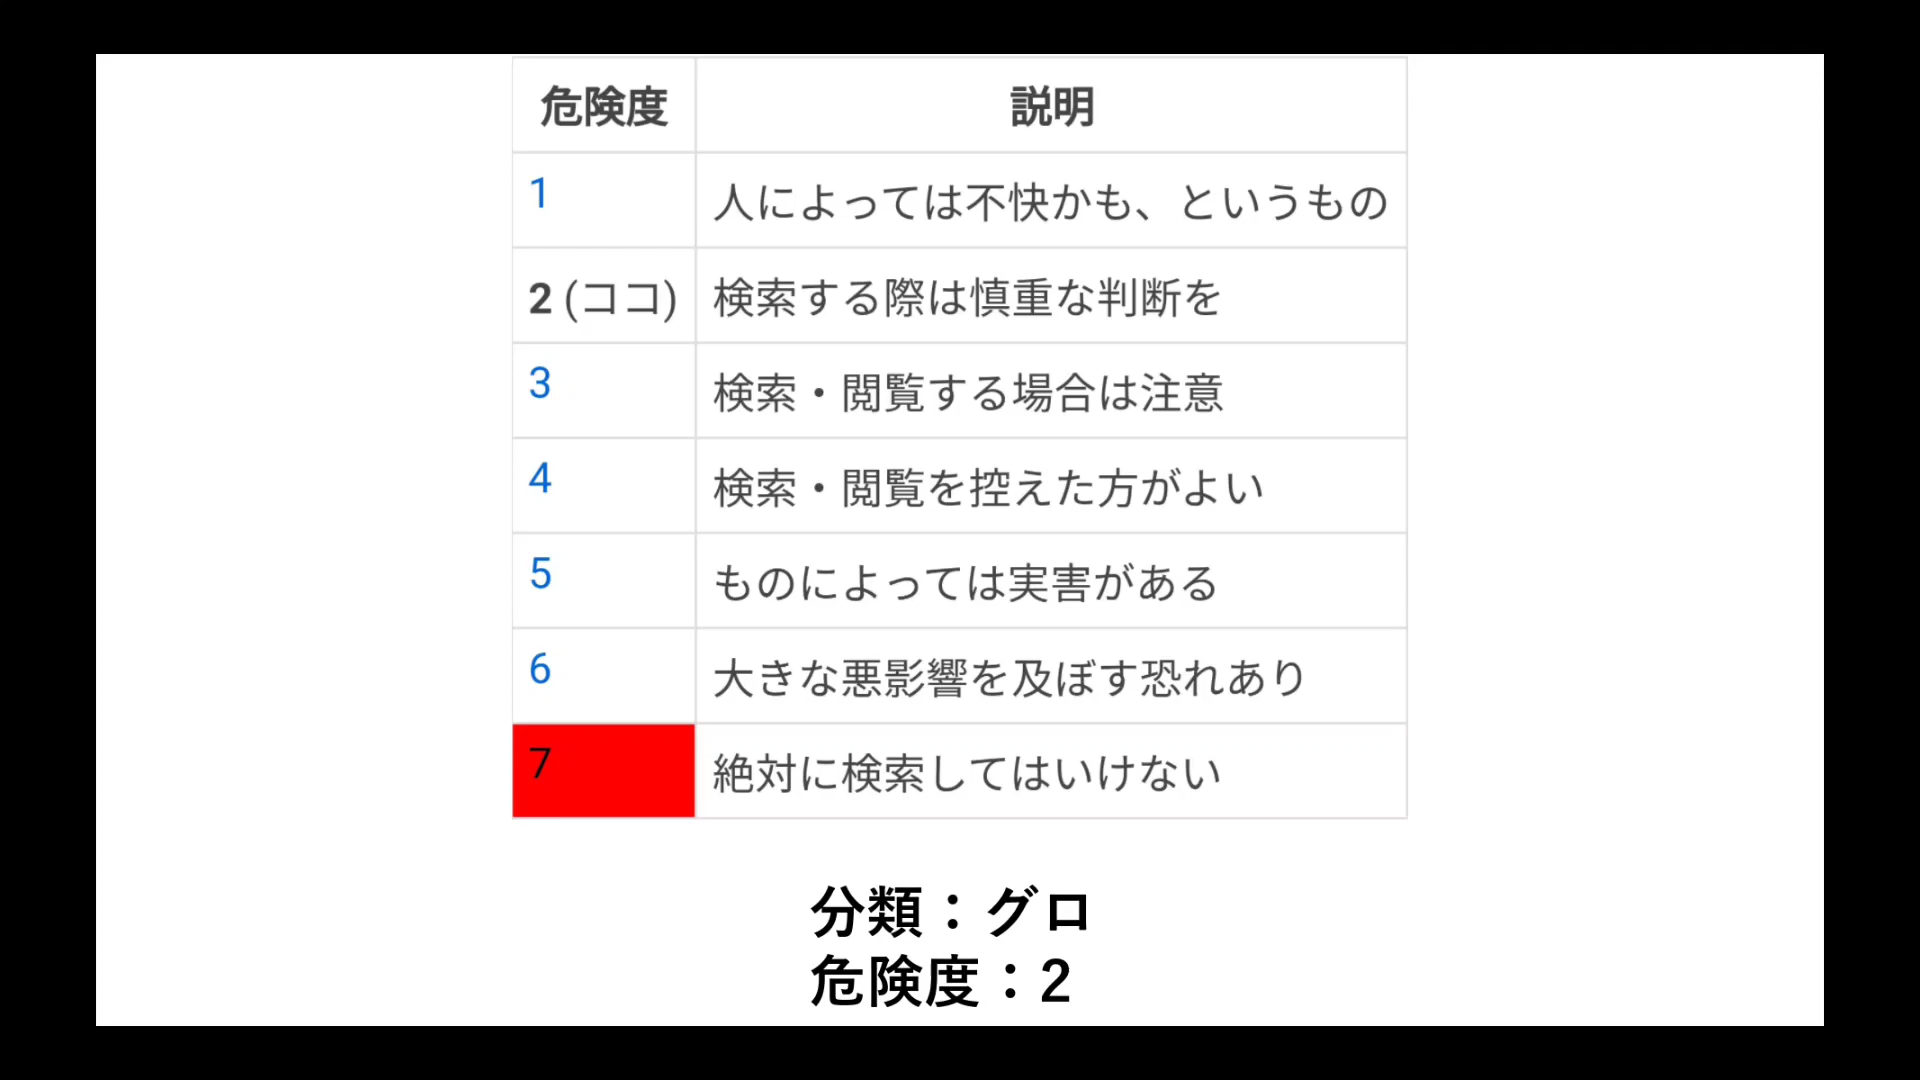 危険度 説明
1 人によっては不快かも、というもの
2 (ココ) 検索する際は慎重な判断を
3 検索・閲覧する場合は注意
4 検索・閲覧を控えた方がよい
5 ものによっては実害がある
6 大きな悪影響を及ぼす恐れあり
7 絶対に検索してはいけない
分類：グロ
危険度：2